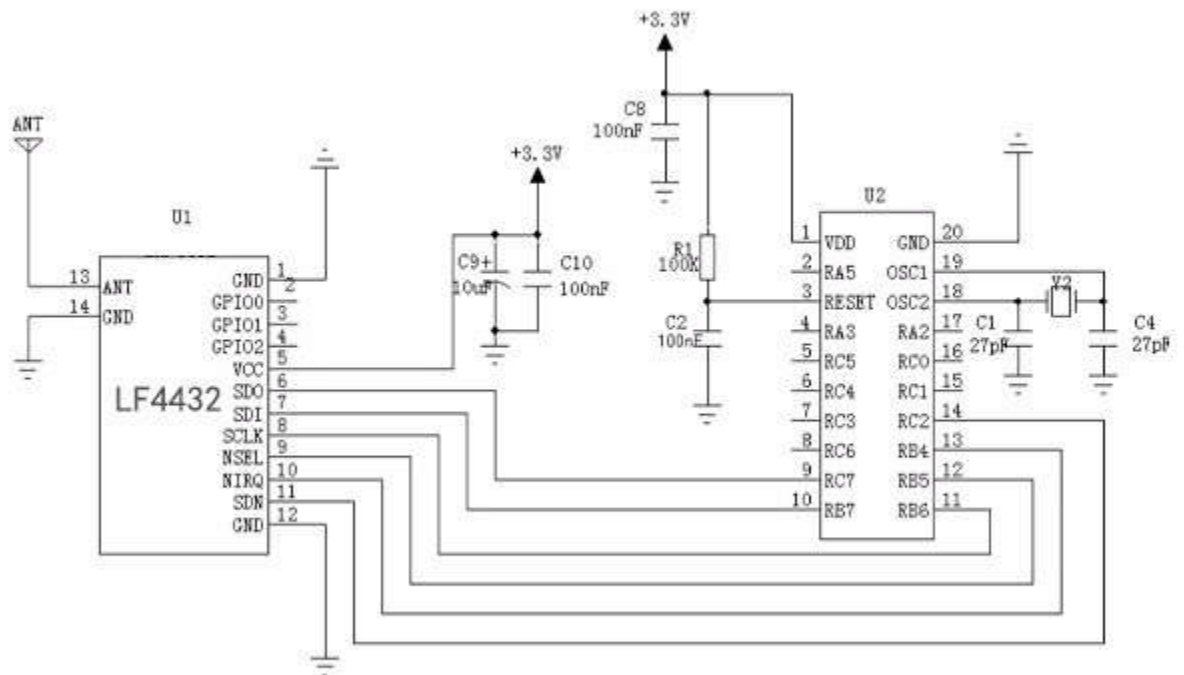 +3.3V
C8
100nF
ANT
+3.3V
U1
U2
C9+
10uF
C10
100nF
R1
100K
C2
C1
27pF
C4
27pF
LF4432
13 ANT
14 GND
GND 1
GPIO0 2
GPIO1 3
GPIO2 4
VCC 5
SDO 6
SDI 7
SCLK 8
NSEL 9
NIRQ 10
SDN 11
GND 12
1 VDD GND 20
2 RA5 OSC1 19
3 RESET OSC2 18
4 RA3 RA2 17
5 RC5 RC0 16
6 RC4 RC1 15
7 RC3 RC2 14
8 RC6 RB4 13
9 RC7 RB5 12
10 RB7 RB6 11